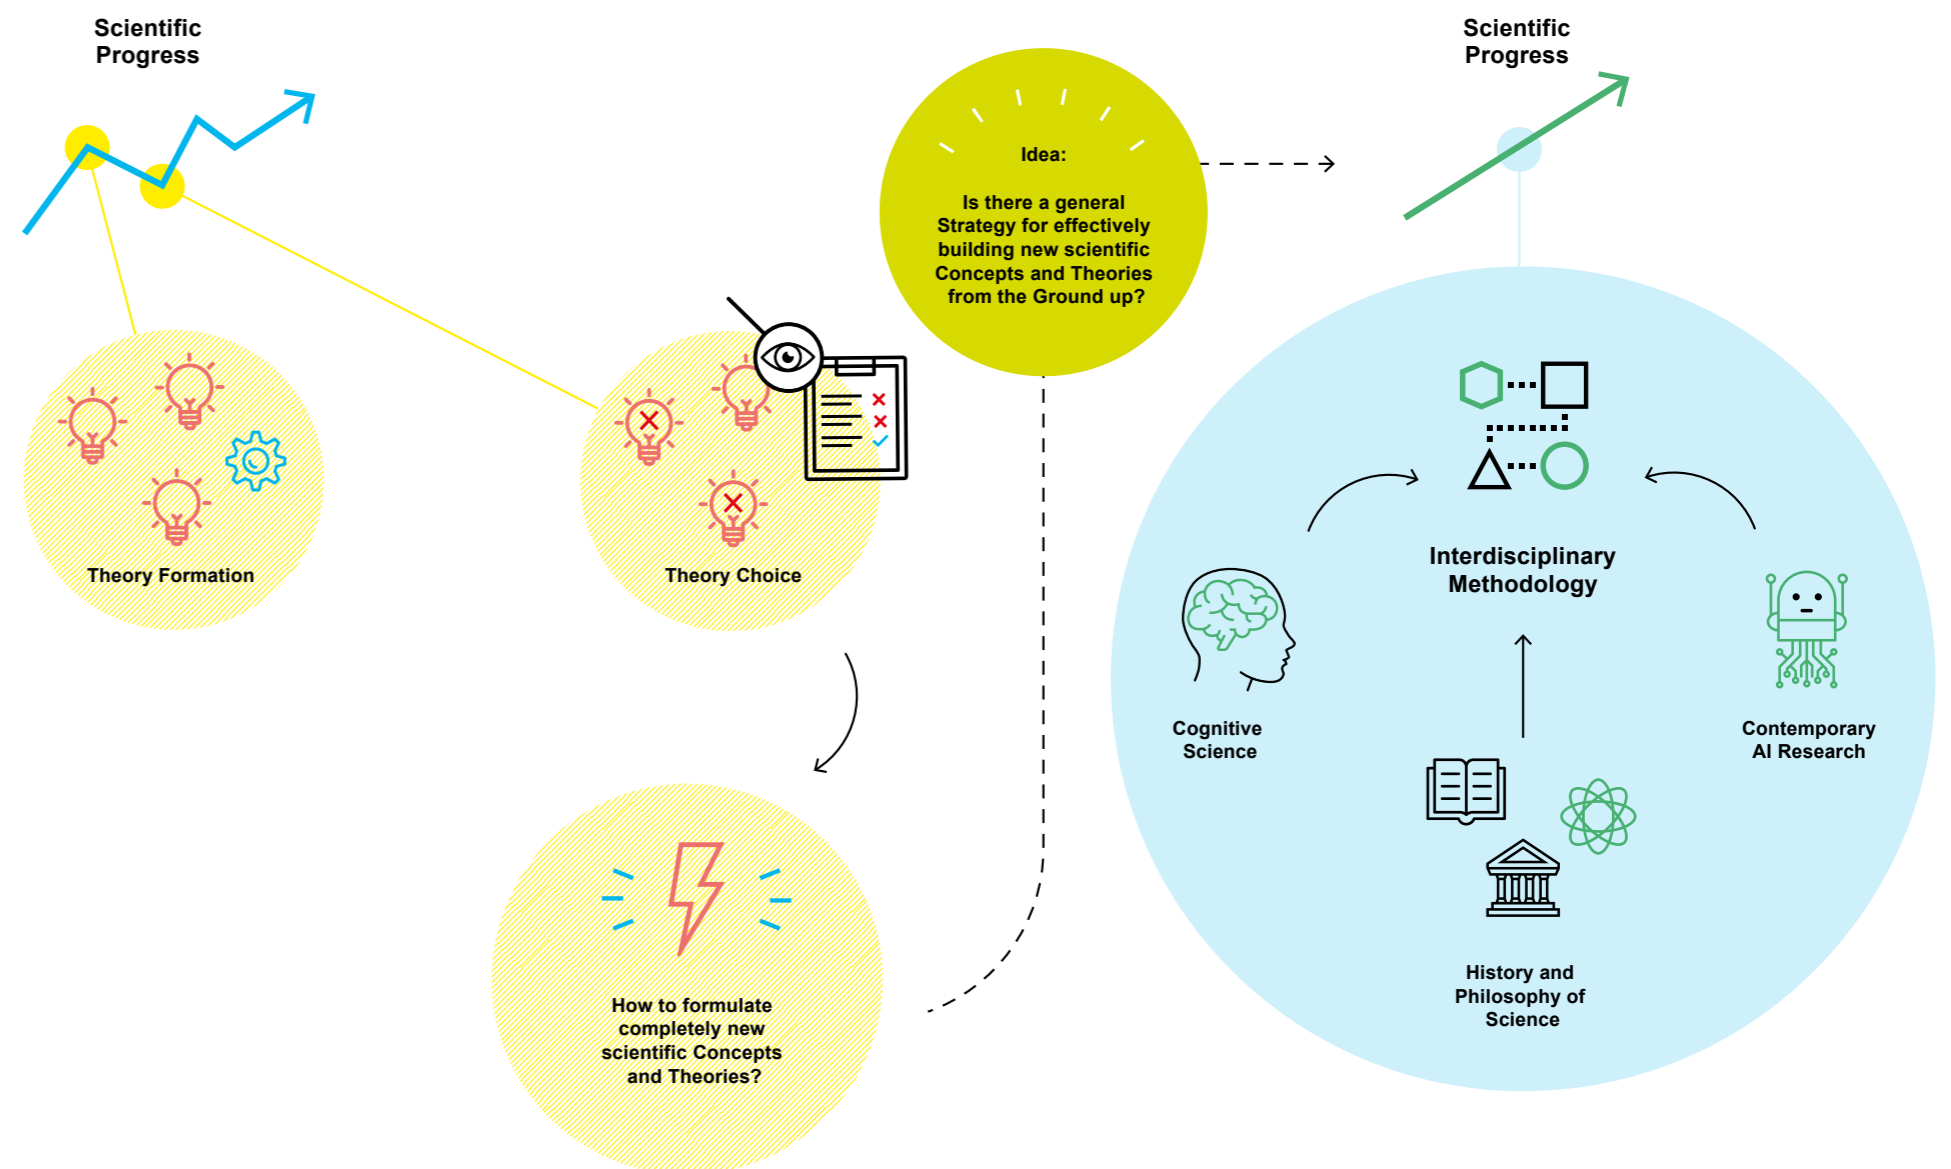 Scientific
Progress
Theory Formation
Theory Choice
How to formulate
completely new
scientific Concepts
and Theories?
Idea:
Is there a general
Strategy for effectively
building new scientific
Concepts and Theories
from the Ground up?
Scientific
Progress
Interdisciplinary
Methodology
Cognitive
Science
Contemporary
AI Research
History and
Philosophy of
Science